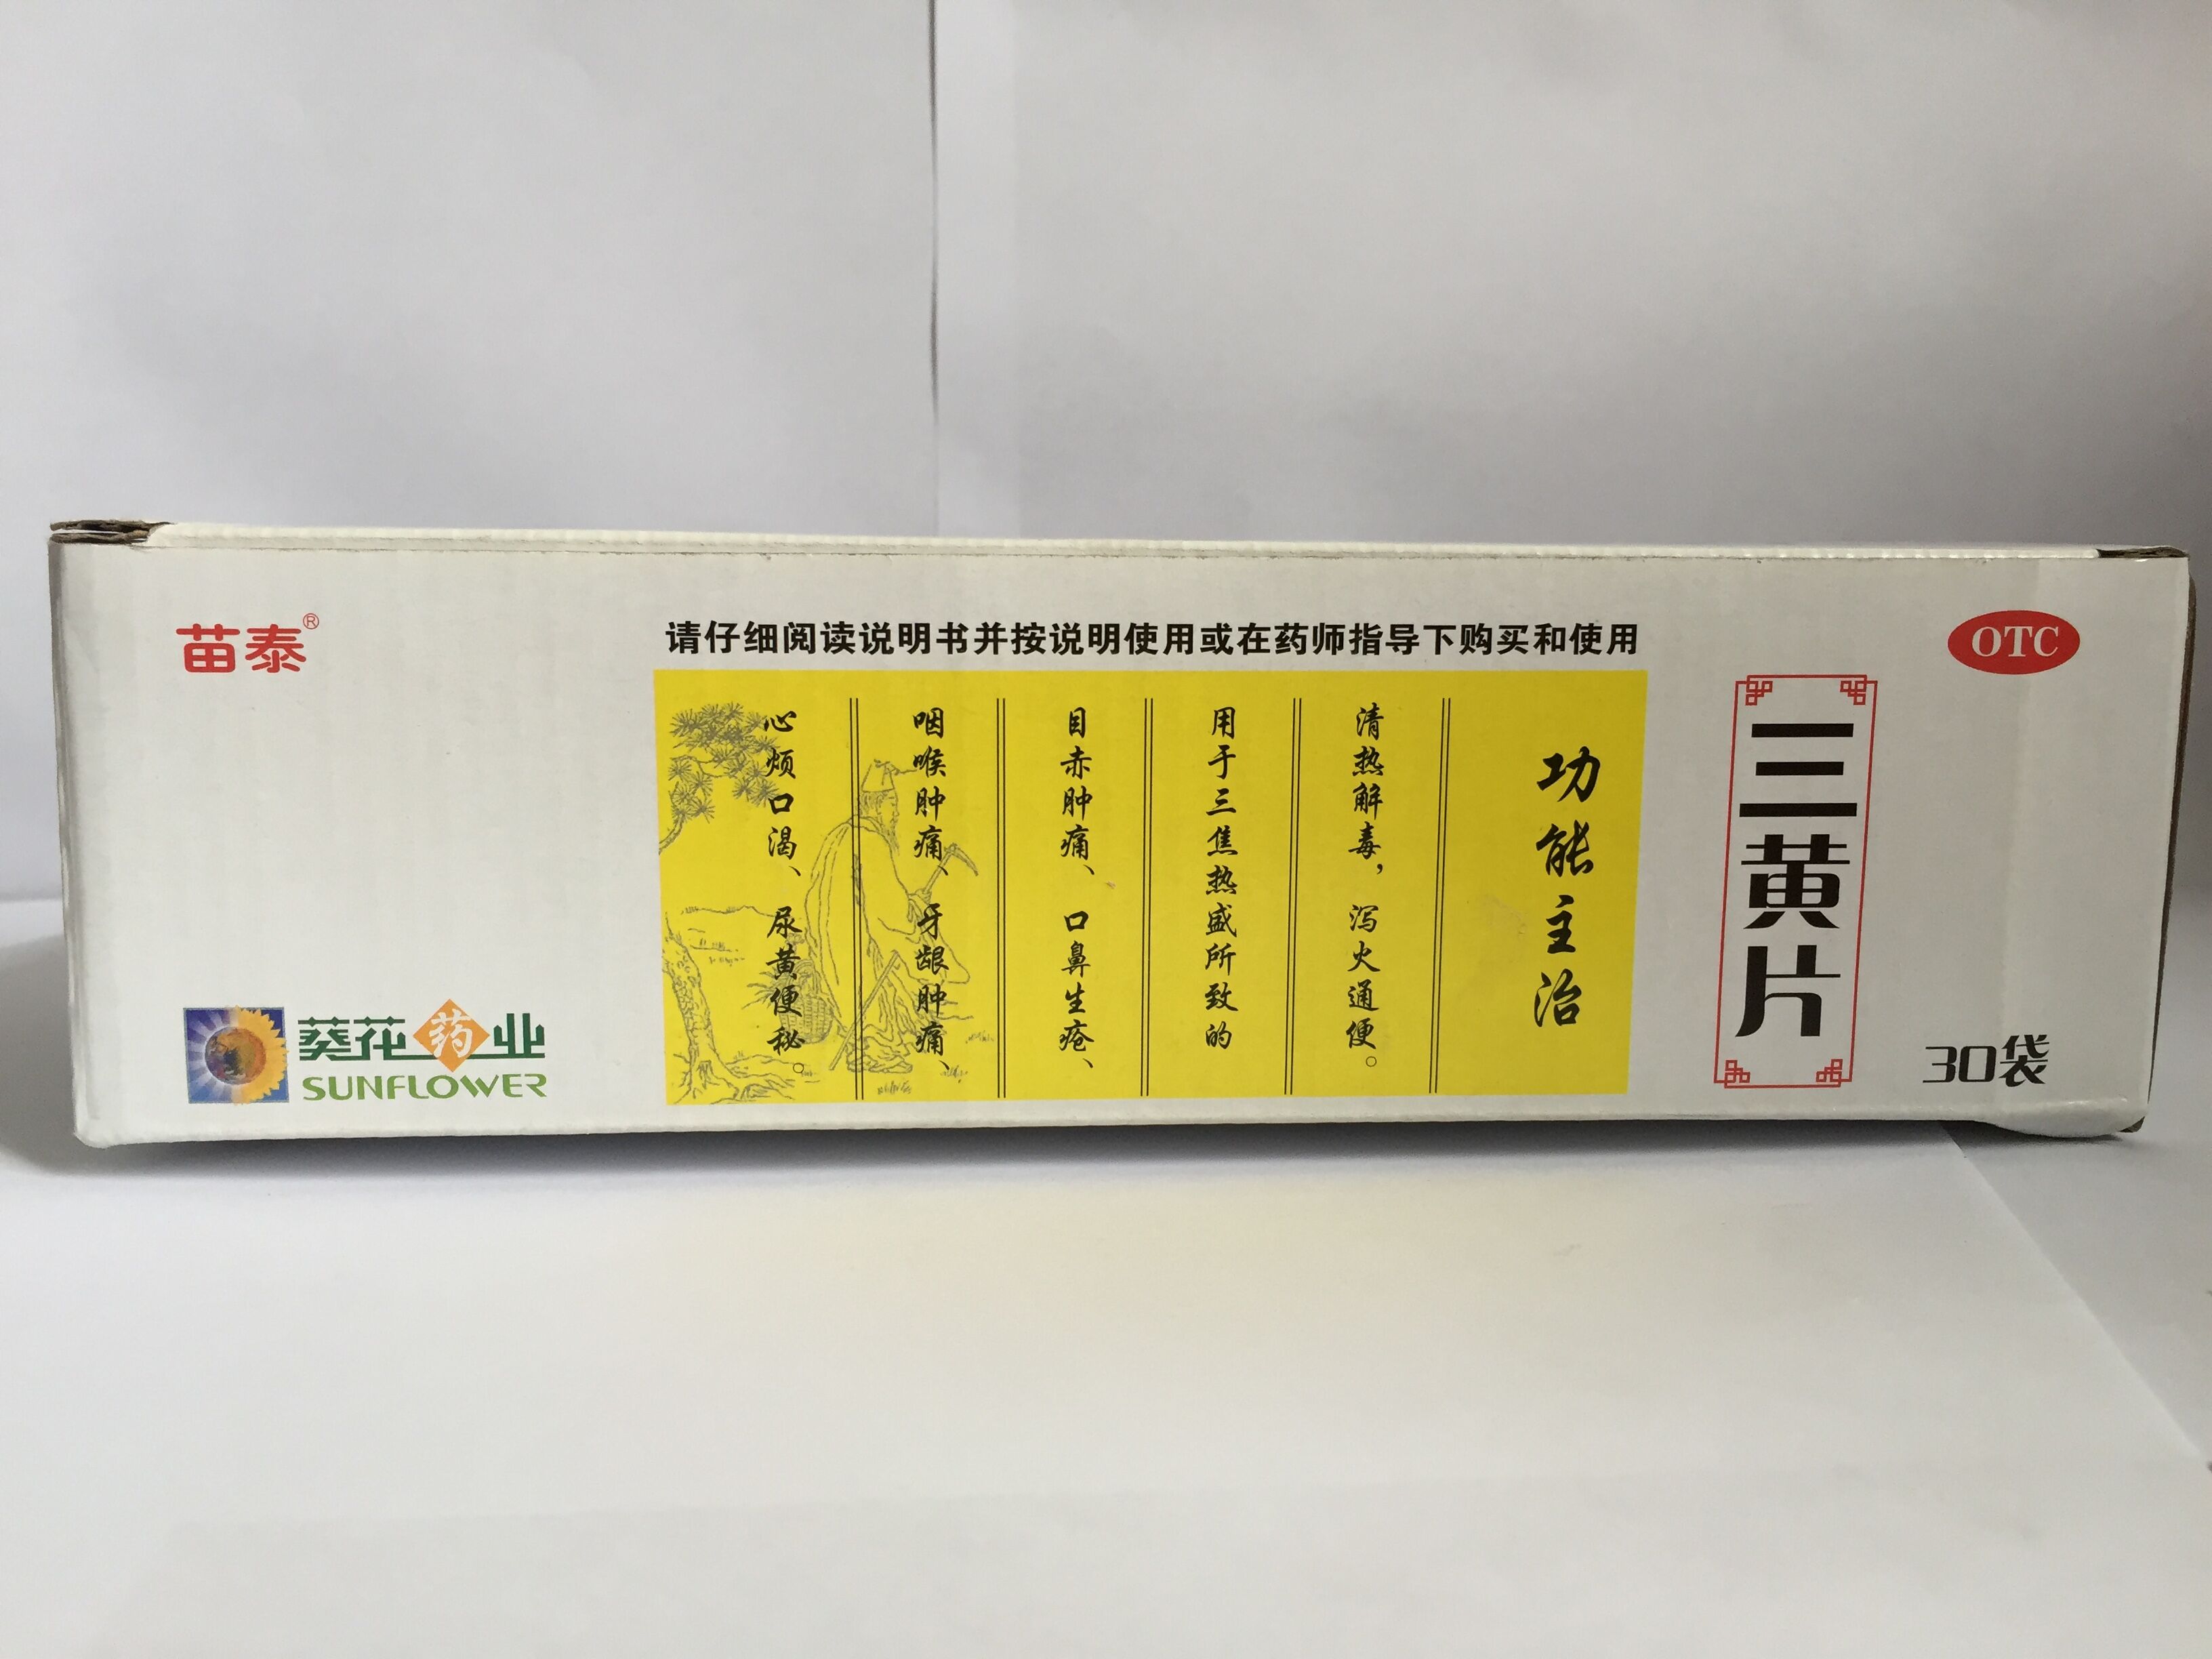 苗泰®
请仔细阅读说明书并按说明使用或在药师指导下购买和使用
OTC
三黄片
30袋
功能主治
清热解毒，泻火通便。
用于三焦热盛所致的
目赤肿痛、口鼻生疮、
咽喉肿痛、牙龈肿痛、
心烦口渴、尿黄便秘。
葵花药业
SUNFLOWER